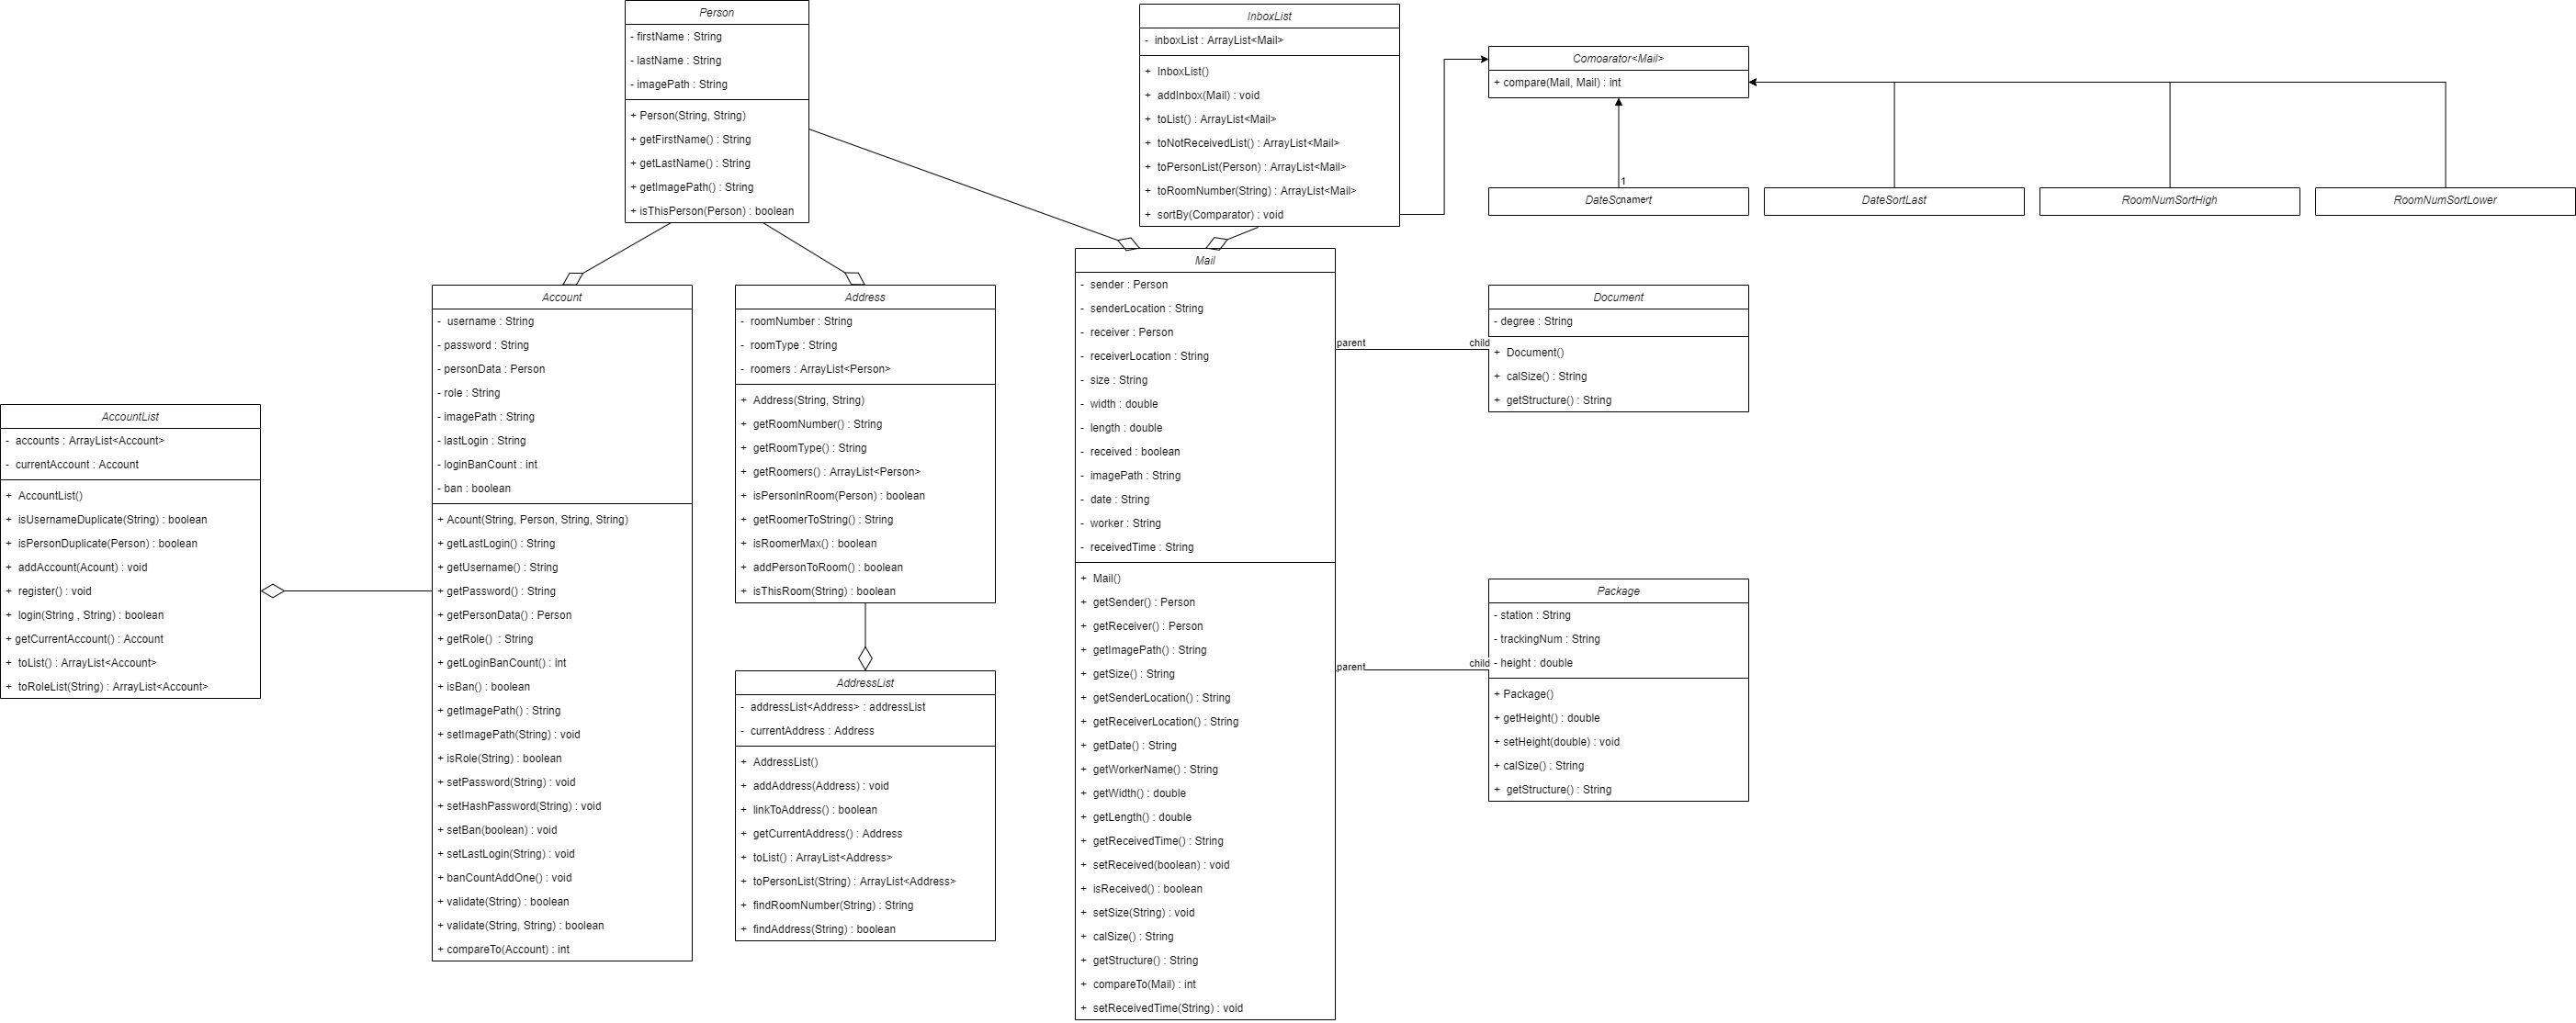 Person
- firstName : String
- lastName : String
- imagePath : String
+ Person(String, String)
+ getFirstName() : String
+ getLastName() : String
+ getImagePath() : String
+ isThisPerson(Person) : boolean
InboxList
- inboxList : ArrayList<Mail>
+ InboxList()
+ addInbox(Mail) : void
+ toList() : ArrayList<Mail>
+ toNotReceivedList() : ArrayList<Mail>
+ toPersonList(Person) : ArrayList<Mail>
+ toRoomNumber(String) : ArrayList<Mail>
+ sortBy(Comparator) : void
Comoarator<Mail>
+ compare(Mail, Mail) : int
1
DateSort
name
DateSortLast
RoomNumSortHigh
RoomNumSortLower
AccountList
- accounts : ArrayList<Account>
- currentAccount : Account
+ AccountList()
+ isUsernameDuplicate(String) : boolean
+ isPersonDuplicate(Person) : boolean
+ addAccount(Acount) : void
+ register() : void
+ login(String , String) : boolean
+ getCurrentAccount() : Account
+ toList() : ArrayList<Account>
+ toRoleList(String) : ArrayList<Account>
Account
- username : String
- password : String
- personData : Person
- role : String
- imagePath : String
- lastLogin : String
- loginBanCount : int
- ban : boolean
+ Acount(String, Person, String, String)
+ getLastLogin() : String
+ getUsername() : String
+ getPassword() : String
+ getPersonData() : Person
+ getRole() : String
+ getLoginBanCount() : int
+ isBan() : boolean
+ getImagePath() : String
+ setImagePath(String) : void
+ isRole(String) : boolean
+ setPassword(String) : void
+ setHashPassword(String) : void
+ setBan(boolean) : void
+ setLastLogin(String) : void
+ banCountAddOne() : void
+ validate(String) : boolean
+ validate(String, String) : boolean
+ compareTo(Account) : int
Address
- roomNumber : String
- roomType : String
- roomers : ArrayList<Person>
+ Address(String, String)
+ getRoomNumber() : String
+ getRoomType() : String
+ getRoomers() : ArrayList<Person>
+ isPersonInRoom(Person) : boolean
+ getRoomerToString() : String
+ isRoomerMax() : boolean
+ addPersonToRoom() : boolean
+ isThisRoom(String) : boolean
AddressList
- addressList<Address> : addressList
- currentAddress : Address
+ AddressList()
+ addAddress(Address) : void
+ linkToAddress() : boolean
+ getCurrentAddress() : Address
+ toList() : ArrayList<Address>
+ toPersonList(String) : ArrayList<Address>
+ findRoomNumber(String) : String
+ findAddress(String) : boolean
Mail
- sender : Person
- senderLocation : String
- receiver : Person
- receiverLocation : String
- size : String
- width : double
- length : double
- received : boolean
- imagePath : String
- date : String
- worker : String
- receivedTime : String
+ Mail()
+ getSender() : Person
+ getReceiver() : Person
+ getImagePath() : String
+ getSize() : String
+ getSenderLocation() : String
+ getReceiverLocation() : String
+ getDate() : String
+ getWorkerName() : String
+ getWidth() : double
+ getLength() : double
+ getReceivedTime() : String
+ setReceived(boolean) : void
+ isReceived() : boolean
+ setSize(String) : void
+ calSize() : String
+ getStructure() : String
+ compareTo(Mail) : int
+ setReceivedTime(String) : void
parent
child
Document
- degree : String
+ Document()
+ calSize() : String
+ getStructure() : String
parent
child
Package
- station : String
- trackingNum : String
- height : double
+ Package()
+ getHeight() : double
+ setHeight(double) : void
+ calSize() : String
+ getStructure() : String